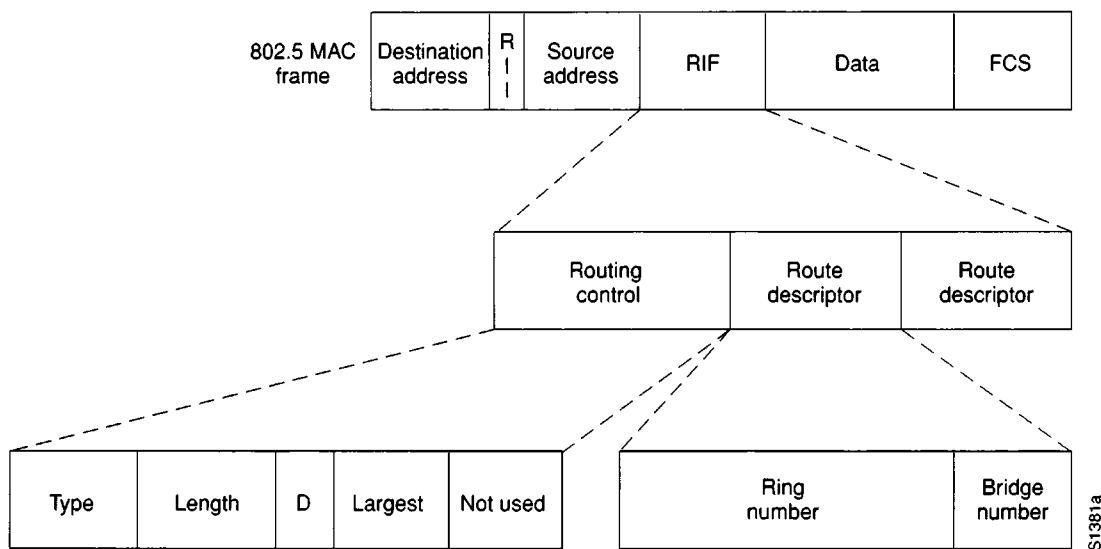 802.5 MAC
frame
Destination
address
R
I
I
Source
address
RIF
Data
FCS
Routing
control
Route
descriptor
Route
descriptor
Type
Length
D
Largest
Not used
Ring
number
Bridge
number
S1381a